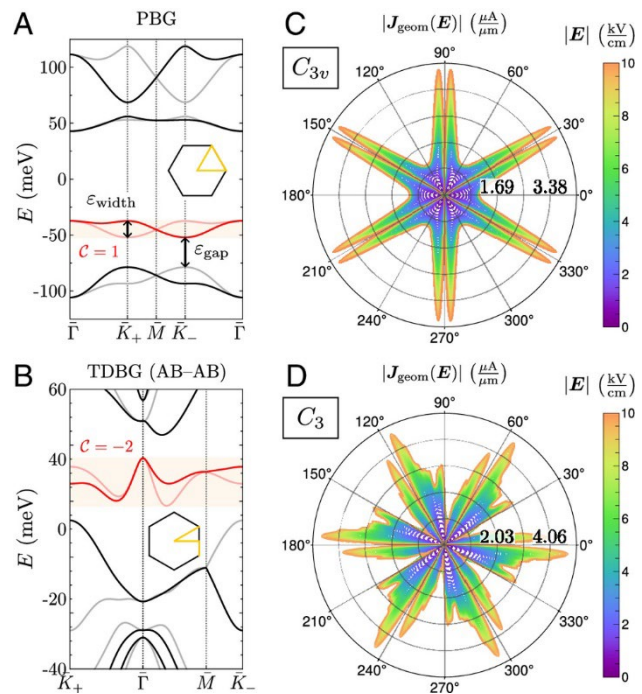 A
PBG
E (meV)
100
50
0
-50
-100
ε_width
C = 1
ε_gap
Γ̄ K̄₊ M̄ K̄₋ Γ̄
C
|J_geom(E)| (μA/μm)
C₃ᵥ
90°
120° 60°
150° 30°
180° 1.69 3.38 0°
210° 330°
240° 300°
270°
|E| (kV/cm)
10
8
6
4
2
0
B
TDBG (AB–AB)
E (meV)
60
40
20
0
-20
-40
C = −2
K̄₊ Γ̄ M̄ K̄₋
D
|J_geom(E)| (μA/μm)
C₃
90°
120° 60°
150° 30°
180° 2.03 4.06 0°
210° 330°
240° 300°
270°
|E| (kV/cm)
10
8
6
4
2
0